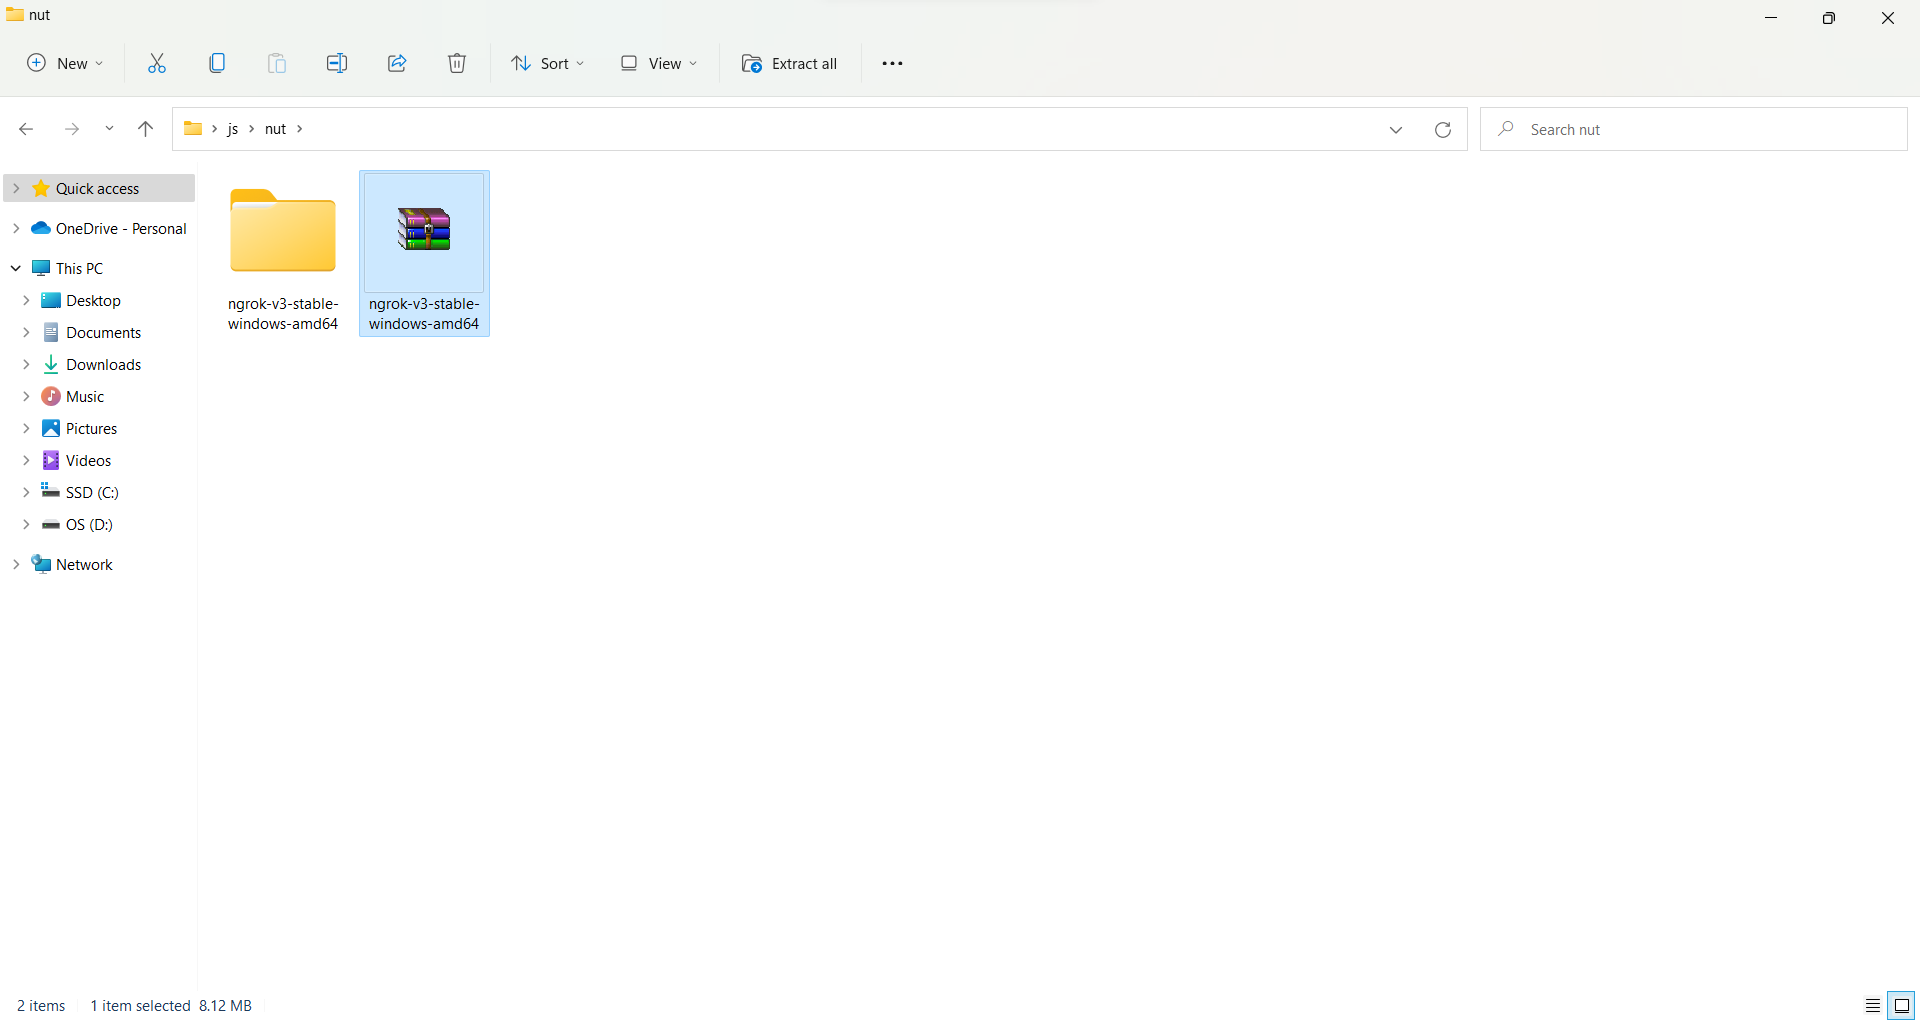 nut
New
Sort
View
Extract all
js
nut
Search nut
Quick access
OneDrive - Personal
This PC
Desktop
Documents
Downloads
Music
Pictures
Videos
SSD (C:)
OS (D:)
Network
ngrok-v3-stable-
windows-amd64
ngrok-v3-stable-
windows-amd64
2 items
1 item selected 8.12 MB